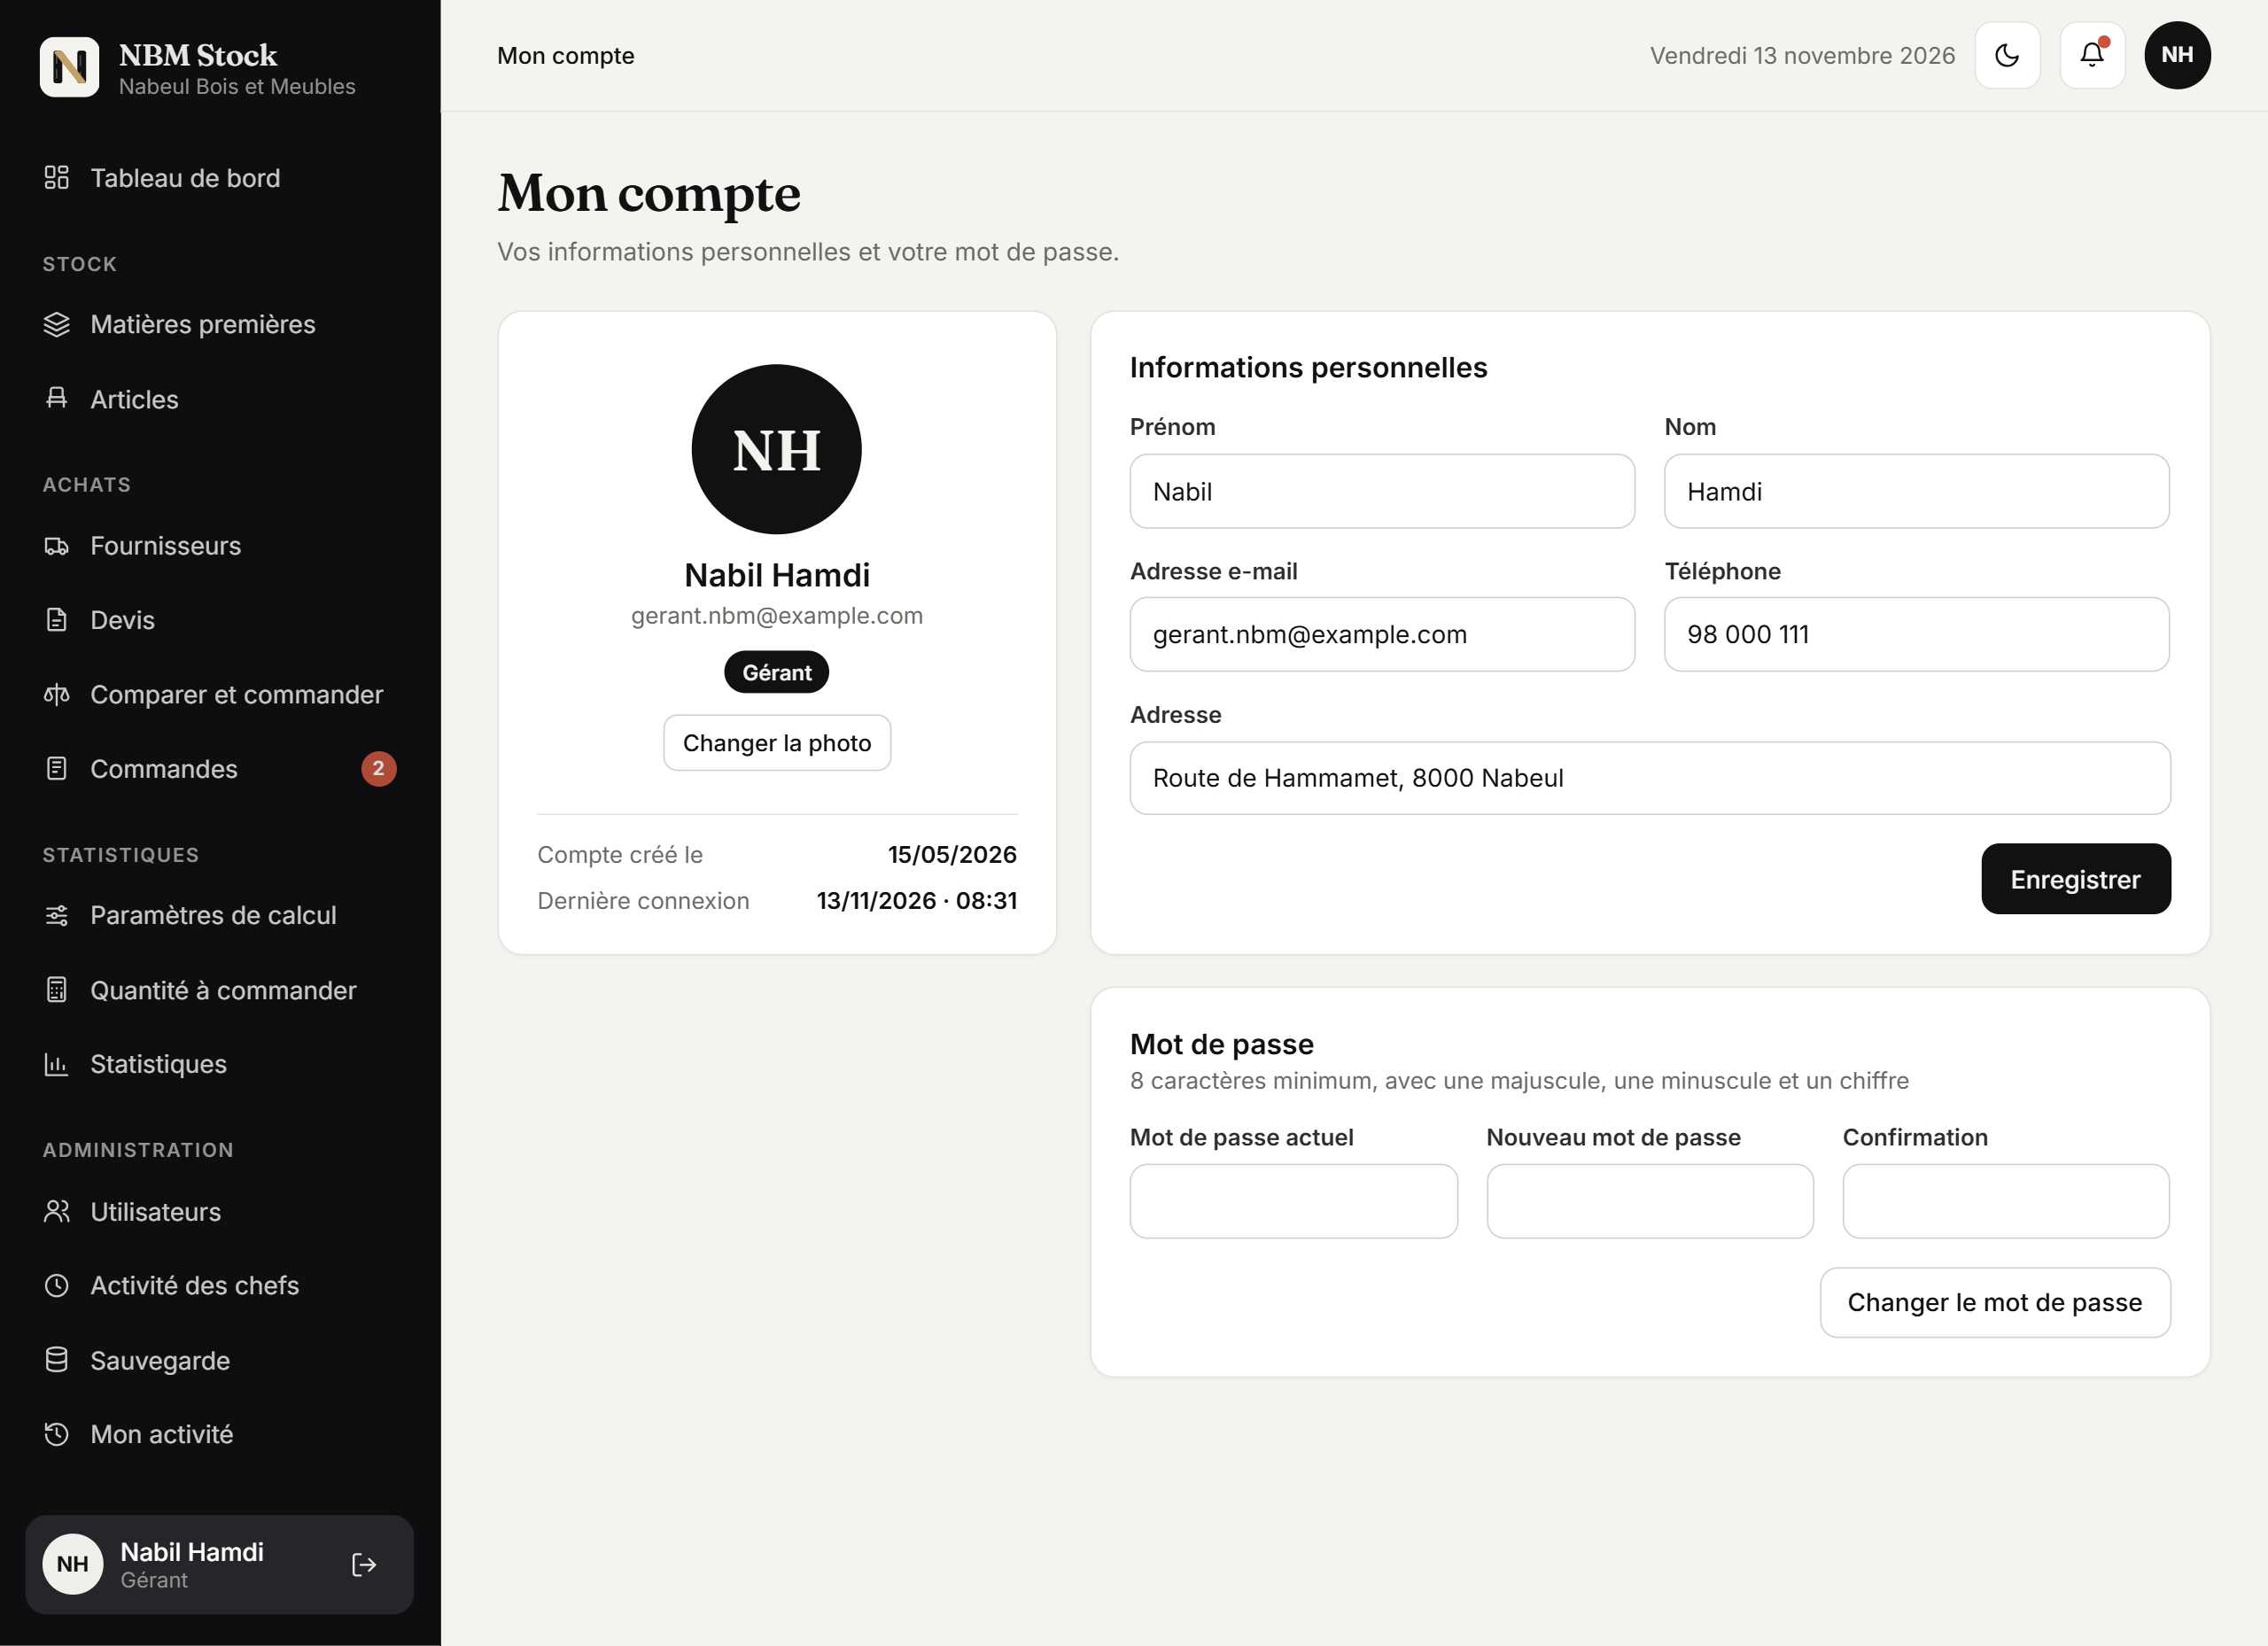 NBM Stock
Nabeul Bois et Meubles
Tableau de bord
STOCK
Matières premières
Articles
ACHATS
Fournisseurs
Devis
Comparer et commander
Commandes 2
STATISTIQUES
Paramètres de calcul
Quantité à commander
Statistiques
ADMINISTRATION
Utilisateurs
Activité des chefs
Sauvegarde
Mon activité
NH
Nabil Hamdi
Gérant
Mon compte
Vendredi 13 novembre 2026
NH
Mon compte
Vos informations personnelles et votre mot de passe.
NH
Nabil Hamdi
gerant.nbm@example.com
Gérant
Changer la photo
Compte créé le 15/05/2026
Dernière connexion 13/11/2026 · 08:31
Informations personnelles
Prénom Nom
Nabil Hamdi
Adresse e-mail Téléphone
gerant.nbm@example.com 98 000 111
Adresse
Route de Hammamet, 8000 Nabeul
Enregistrer
Mot de passe
8 caractères minimum, avec une majuscule, une minuscule et un chiffre
Mot de passe actuel Nouveau mot de passe Confirmation
Changer le mot de passe